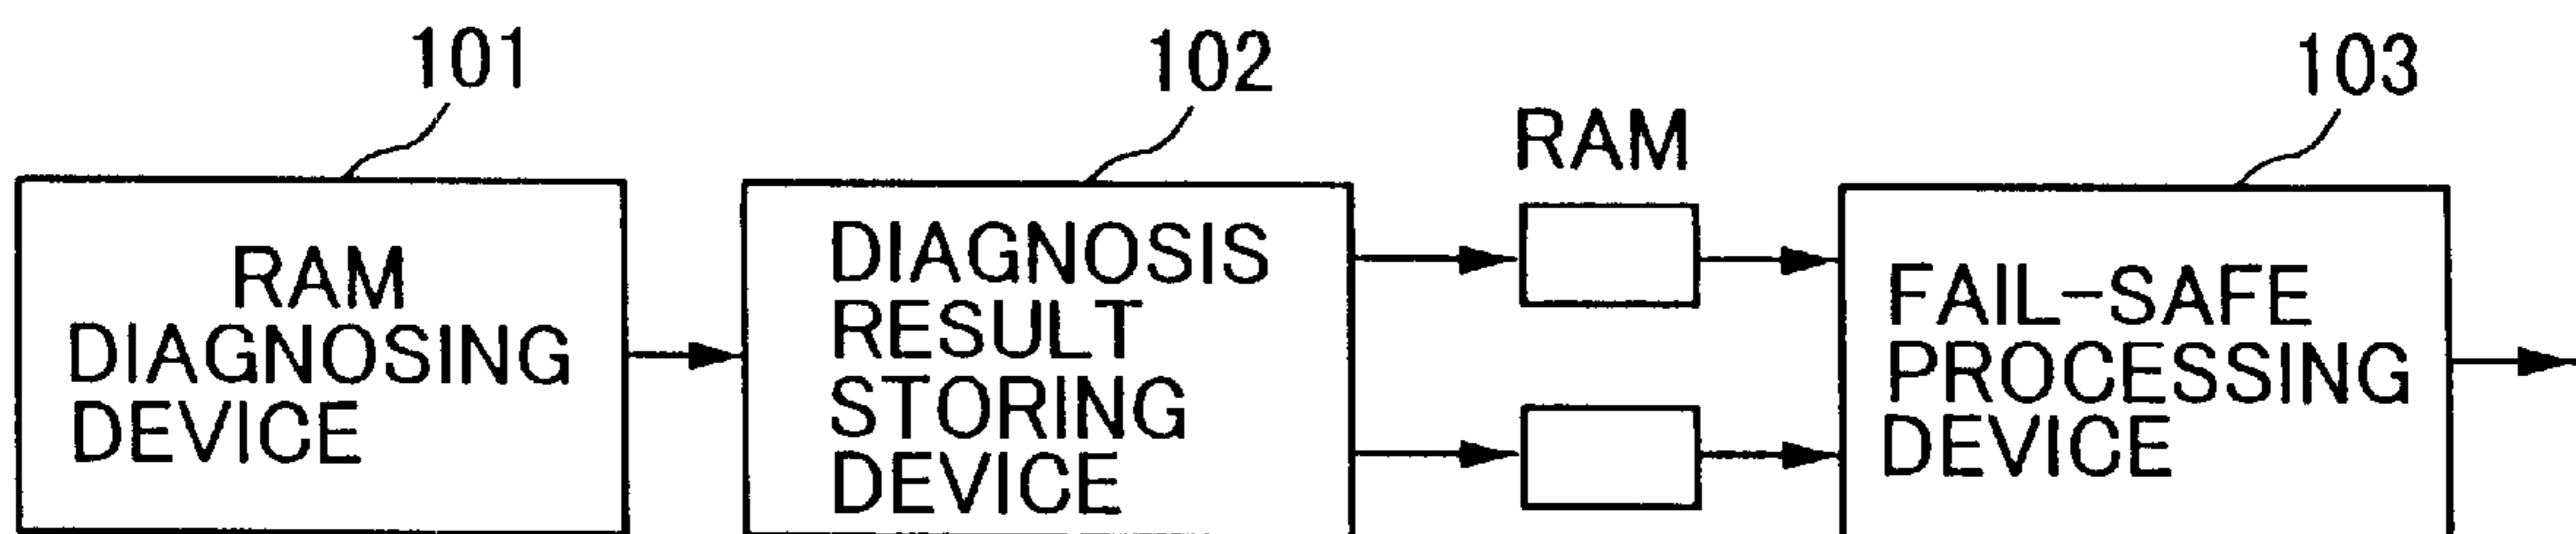 101
102
103
RAM
RAM
DIAGNOSING
DEVICE
DIAGNOSIS
RESULT
STORING
DEVICE
FAIL-SAFE
PROCESSING
DEVICE